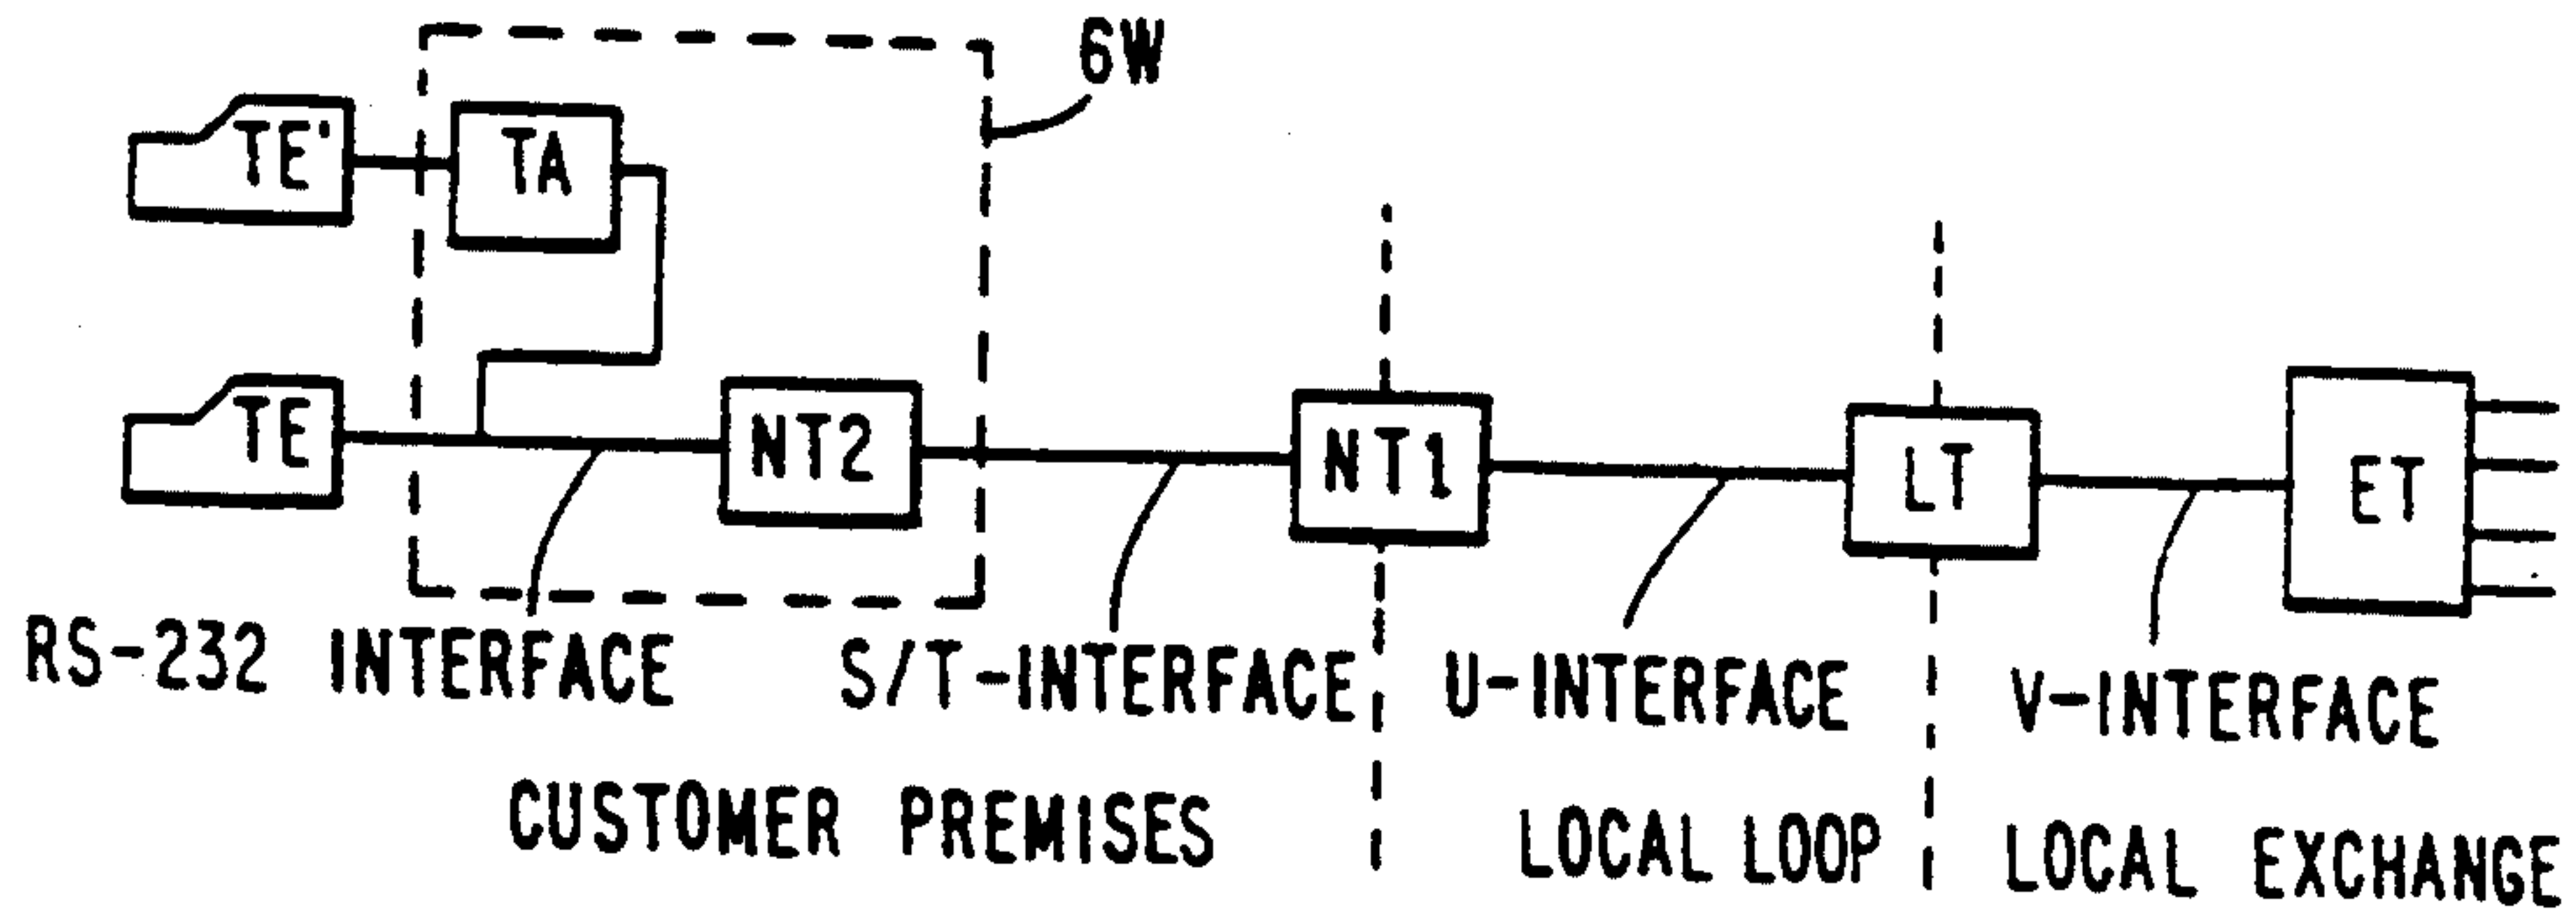 6W
TE'
TA
TE
NT2
NT1
LT
ET
RS-232 INTERFACE
S/T-INTERFACE
U-INTERFACE
V-INTERFACE
CUSTOMER PREMISES
LOCAL LOOP
LOCAL EXCHANGE